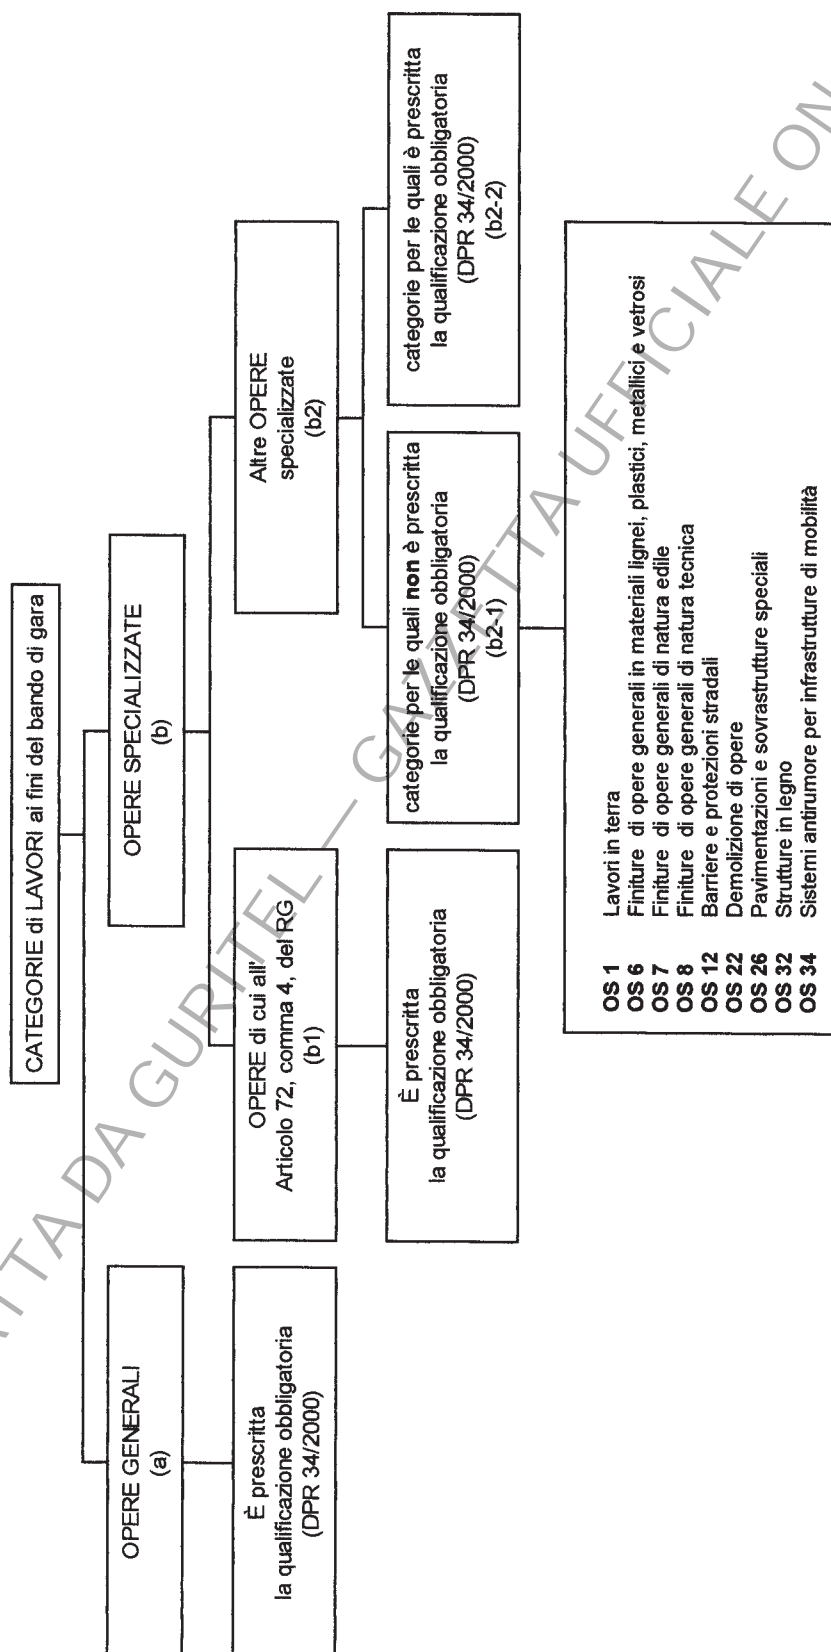 CATEGORIE di LAVORI ai fini del bando di gara
OPERE GENERALI
(a)
OPERE SPECIALIZZATE
(b)
È prescritta
la qualificazione obbligatoria
(DPR 34/2000)
OPERE di cui all'
Articolo 72, comma 4, del RG
(b1)
Altre OPERE
specializzate
(b2)
È prescritta
la qualificazione obbligatoria
(DPR 34/2000)
categorie per le quali non è prescritta
la qualificazione obbligatoria
(DPR 34/2000)
(b2-1)
categorie per le quali è prescritta
la qualificazione obbligatoria
(DPR 34/2000)
(b2-2)
OS 1 Lavori in terra
OS 6 Finiture di opere generali in materiali lignei, plastici, metallici e vetrosi
OS 7 Finiture di opere generali di natura edile
OS 8 Finiture di opere generali di natura tecnica
OS 12 Barriere e protezioni stradali
OS 22 Demolizione di opere
OS 26 Pavimentazioni e sovrastrutture speciali
OS 32 Strutture in legno
OS 34 Sistemi antirumore per infrastrutture di mobilità
DA GURITEL — GAZZETTA UFFICIALE